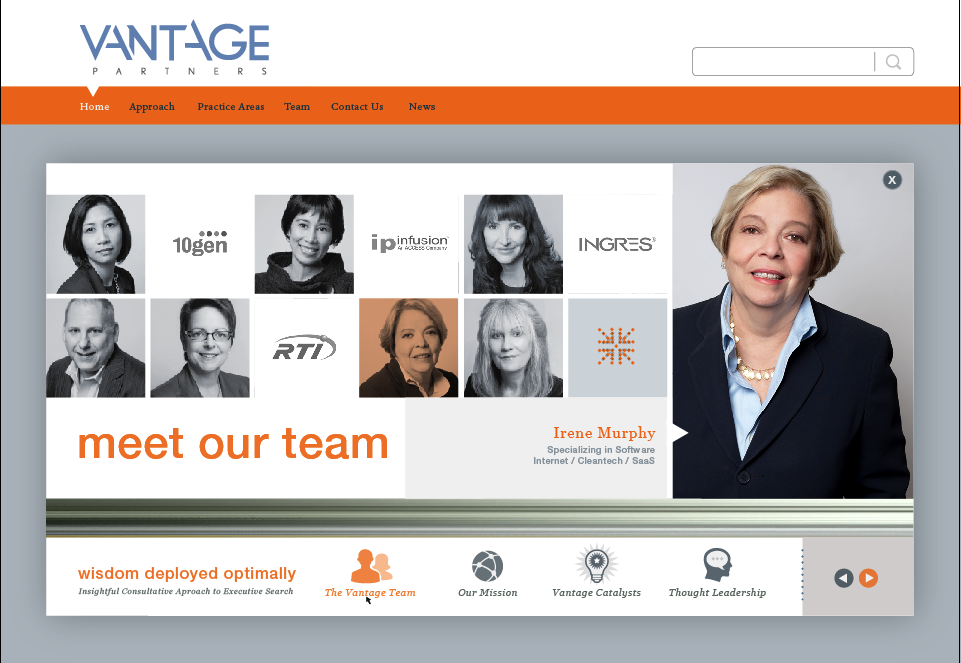 VANTAGE
PARTNERS
Home Approach Practice Areas Team Contact Us News
X
10gen
ip infusion
An ACCESS Company
INGRES®
RTI
meet our team
Irene Murphy
Specializing in Software
Internet / Cleantech / SaaS
wisdom deployed optimally
Insightful Consultative Aproach to Executive Search
The Vantage Team
Our Mission
Vantage Catalysts
Thought Leadership